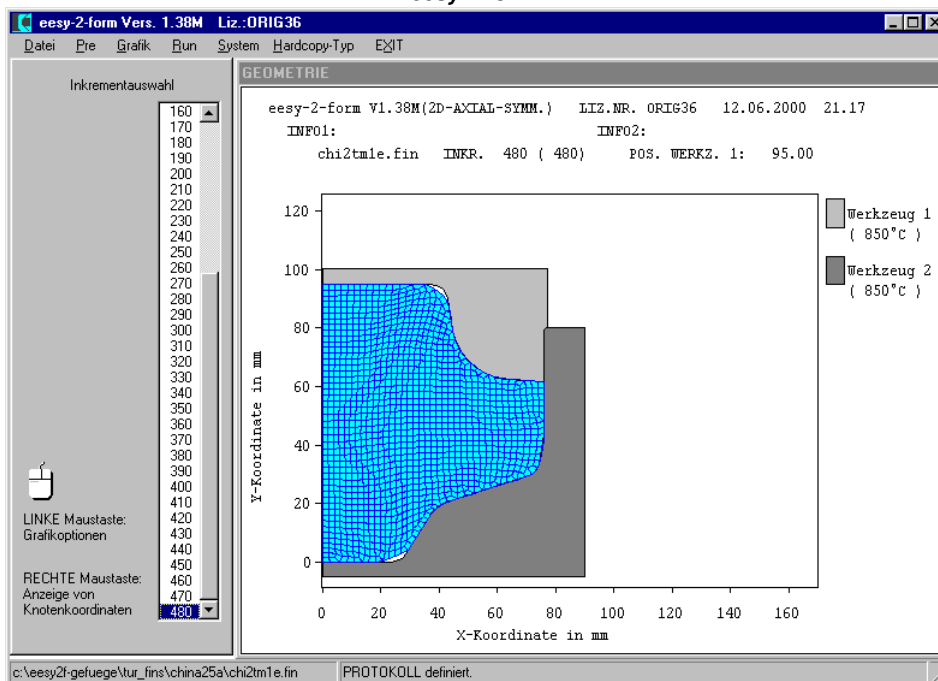 eesy-2-form Vers. 1.38M Liz.:ORIG36
Datei Pre Grafik Run System Hardcopy-Typ EXIT
Inkrementauswahl
160
170
180
190
200
210
220
230
240
250
260
270
280
290
300
310
320
330
340
350
360
370
380
390
400
410
420
430
440
450
460
470
480
LINKE Maustaste:
Grafikoptionen
RECHTE Maustaste:
Anzeige von
Knotenkoordinaten
GEOMETRIE
eesy-2-form V1.38M(2D-AXIAL-SYMM.) LIZ.NR. ORIG36 12.06.2000 21.17
INFO1: INFO2:
chi2tm1e.fin INKR. 480 ( 480) POS. WERKZ. 1: 95.00
120
100
80
60
40
20
0
Y-Koordinate in mm
0 20 40 60 80 100 120 140 160
X-Koordinate in mm
Werkzeug 1
( 850°C )
Werkzeug 2
( 850°C )
c:\eesy2f-gefuege\tur_fins\china25a\chi2tm1e.fin PROTOKOLL definiert.